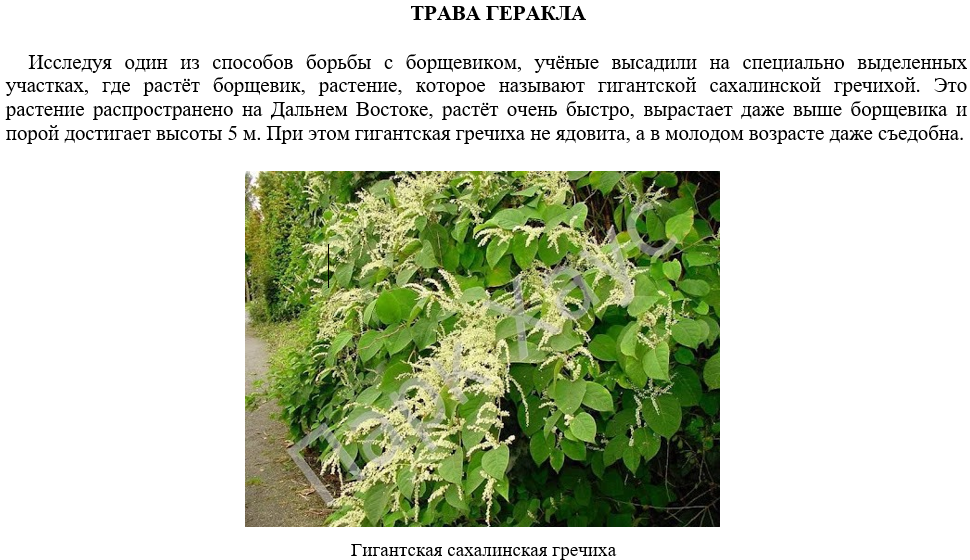 ТРАВА ГЕРАКЛА
Исследуя один из способов борьбы с борщевиком, учёные высадили на специально выделенных
участках, где растёт борщевик, растение, которое называют гигантской сахалинской гречихой. Это
растение распространено на Дальнем Востоке, растёт очень быстро, вырастает даже выше борщевика и
порой достигает высоты 5 м. При этом гигантская гречиха не ядовита, а в молодом возрасте даже съедобна.
Парк Хаус
Гигантская сахалинская гречиха